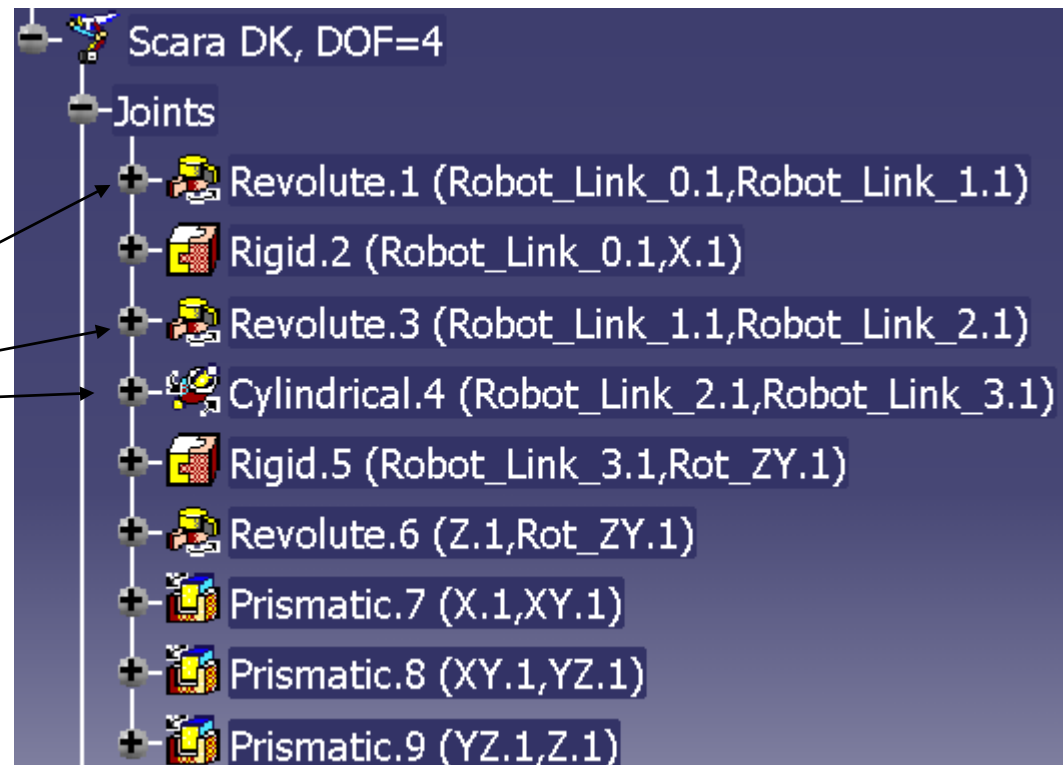 Scara DK, DOF=4
Joints
Revolute.1 (Robot_Link_0.1,Robot_Link_1.1)
Rigid.2 (Robot_Link_0.1,X.1)
Revolute.3 (Robot_Link_1.1,Robot_Link_2.1)
Cylindrical.4 (Robot_Link_2.1,Robot_Link_3.1)
Rigid.5 (Robot_Link_3.1,Rot_ZY.1)
Revolute.6 (Z.1,Rot_ZY.1)
Prismatic.7 (X.1,XY.1)
Prismatic.8 (XY.1,YZ.1)
Prismatic.9 (YZ.1,Z.1)